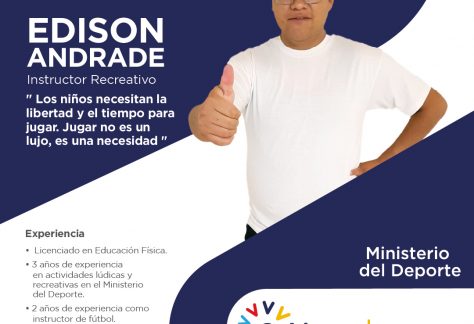 EDISON
ANDRADE
Instructor Recreativo
" Los niños necesitan la
libertad y el tiempo para
jugar. Jugar no es un
lujo, es una necesidad "
Experiencia
• Licenciado en Educación Física.
• 3 años de experiencia
en actividades lúdicas y
recreativas en el Ministerio
del Deporte.
• 2 años de experiencia como
instructor de fútbol.
Ministerio
del Deporte